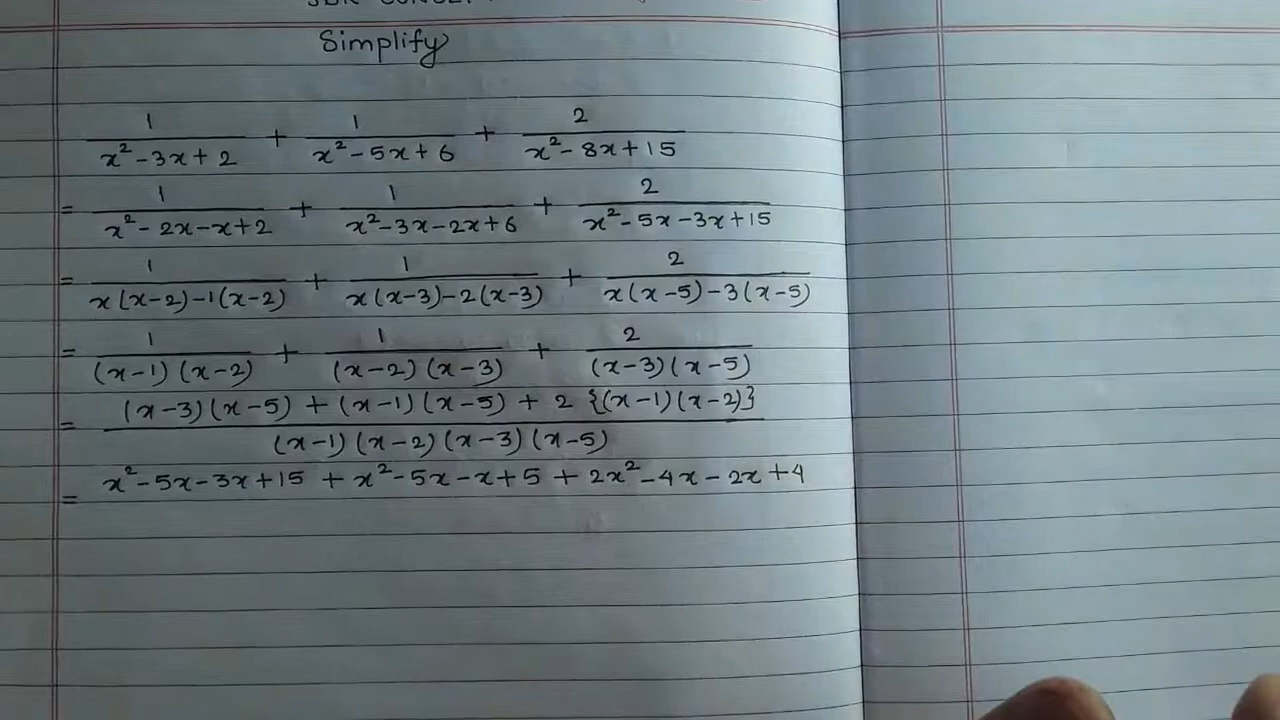 Simplify
1/(x²-3x+2) + 1/(x²-5x+6) + 2/(x²-8x+15)
= 1/(x²-2x-x+2) + 1/(x²-3x-2x+6) + 2/(x²-5x-3x+15)
= 1/(x(x-2)-1(x-2)) + 1/(x(x-3)-2(x-3)) + 2/(x(x-5)-3(x-5))
= 1/((x-1)(x-2)) + 1/((x-2)(x-3)) + 2/((x-3)(x-5))
= ((x-3)(x-5) + (x-1)(x-5) + 2 {(x-1)(x-2)})/((x-1)(x-2)(x-3)(x-5))
= x²-5x-3x+15 + x²-5x-x+5 + 2x²-4x-2x+4